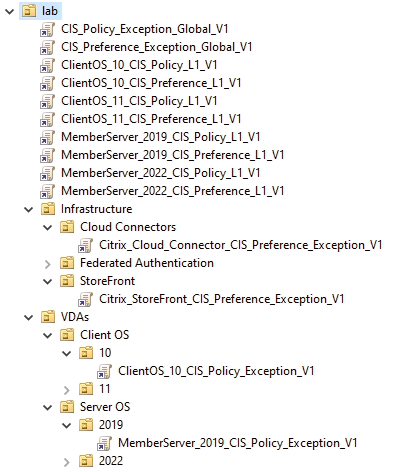 lab
CIS_Policy_Exception_Global_V1
CIS_Preference_Exception_Global_V1
ClientOS_10_CIS_Policy_L1_V1
ClientOS_10_CIS_Preference_L1_V1
ClientOS_11_CIS_Policy_L1_V1
ClientOS_11_CIS_Preference_L1_V1
MemberServer_2019_CIS_Policy_L1_V1
MemberServer_2019_CIS_Preference_L1_V1
MemberServer_2022_CIS_Policy_L1_V1
MemberServer_2022_CIS_Preference_L1_V1
Infrastructure
Cloud Connectors
Citrix_Cloud_Connector_CIS_Preference_Exception_V1
Federated Authentication
StoreFront
Citrix_StoreFront_CIS_Preference_Exception_V1
VDAs
Client OS
10
ClientOS_10_CIS_Policy_Exception_V1
11
Server OS
2019
MemberServer_2019_CIS_Policy_Exception_V1
2022